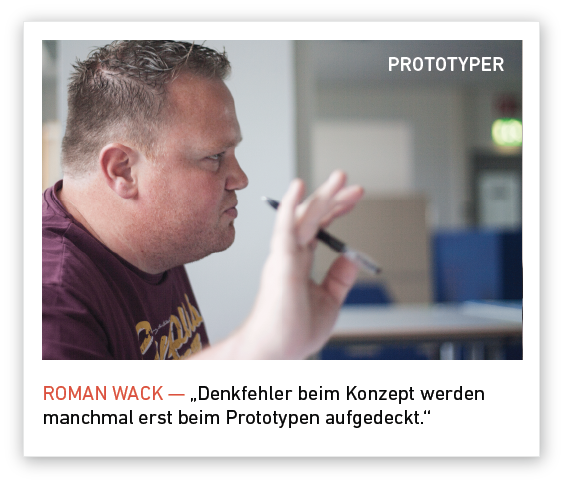 PROTOTYPER
ROMAN WACK — „Denkfehler beim Konzept werden
manchmal erst beim Prototypen aufgedeckt.“